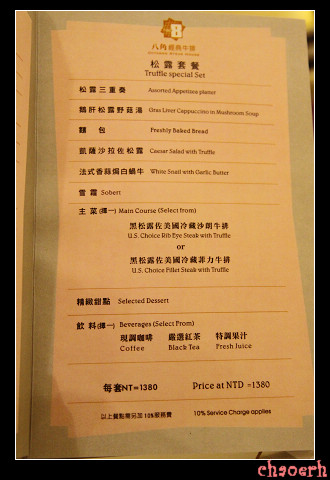 8
八角經典牛排
松露套餐
Truffle special Set
松露三重奏 Assorted Appetizea platter
鵝肝松露野菇湯 Gras Liver Cappuccino in Mushroom Soup
麵 包 Freshly Baked Bread
凱薩沙拉佐松露 Caesar Salad with Truffle
法式香蒜焗白蝸牛 White Snail with Garlic Butter
雪霜 Sobert
主菜(擇一) Main Course (Select from)
黑松露佐美國冷藏沙朗牛排
U.S. Choice Rib Eye Steak with Truffle
or
黑松露佐美國冷藏菲力牛排
U.S. Choice Fillet Steak with Truffle
精緻甜點 Selected Dessert
飲料(擇一) Beverages (Select From)
現調咖啡 嚴選紅茶 特調果汁
Coffee Black Tea Fresh Juice
每套NT=1380 Price at NTD =1380
以上餐點需另加 10%服務費 10% Service Charge applies
chaoerh